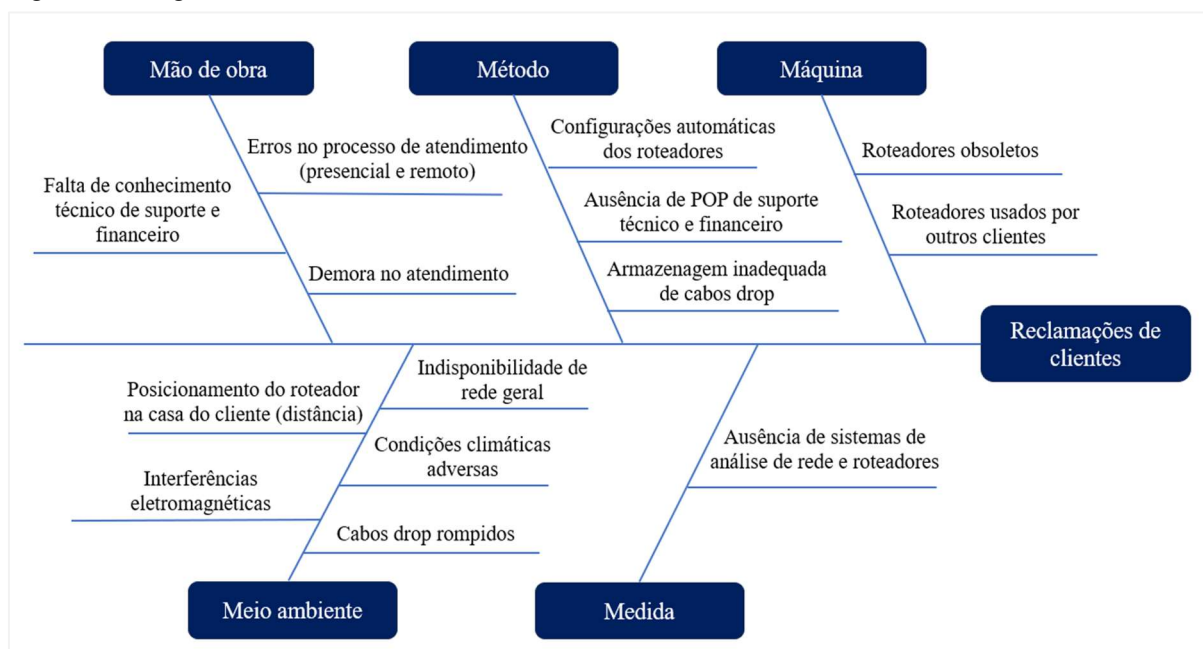 Mão de obra
Método
Máquina
Erros no processo de atendimento
(presencial e remoto)
Falta de conhecimento
técnico de suporte e
financeiro
Demora no atendimento
Configurações automáticas
dos roteadores
Ausência de POP de suporte
técnico e financeiro
Armazenagem inadequada
de cabos drop
Roteadores obsoletos
Roteadores usados por
outros clientes
Reclamações de
clientes
Posicionamento do roteador
na casa do cliente (distância)
Interferências
eletromagnéticas
Indisponibilidade de
rede geral
Condições climáticas
adversas
Cabos drop rompidos
Ausência de sistemas de
análise de rede e roteadores
Meio ambiente
Medida